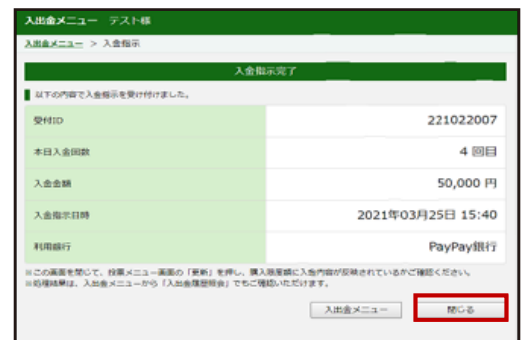 入出金メニュー テスト様
入出金メニュー > 入金指示
入金指示完了
以下の内容で入金指示を受け付けました。
受付ID 221022007
本日入金回数 4 回目
入金金額 50,000 円
入金指示日時 2021年03月25日 15:40
利用銀行 PayPay銀行
※この画面を閉じて、投票メニュー画面の「更新」を押し、購入限度額に入金内容が反映されているかご確認ください。
※処理結果は、入出金メニューから「入出金履歴照会」でもご確認いただけます。
入出金メニュー 閉じる